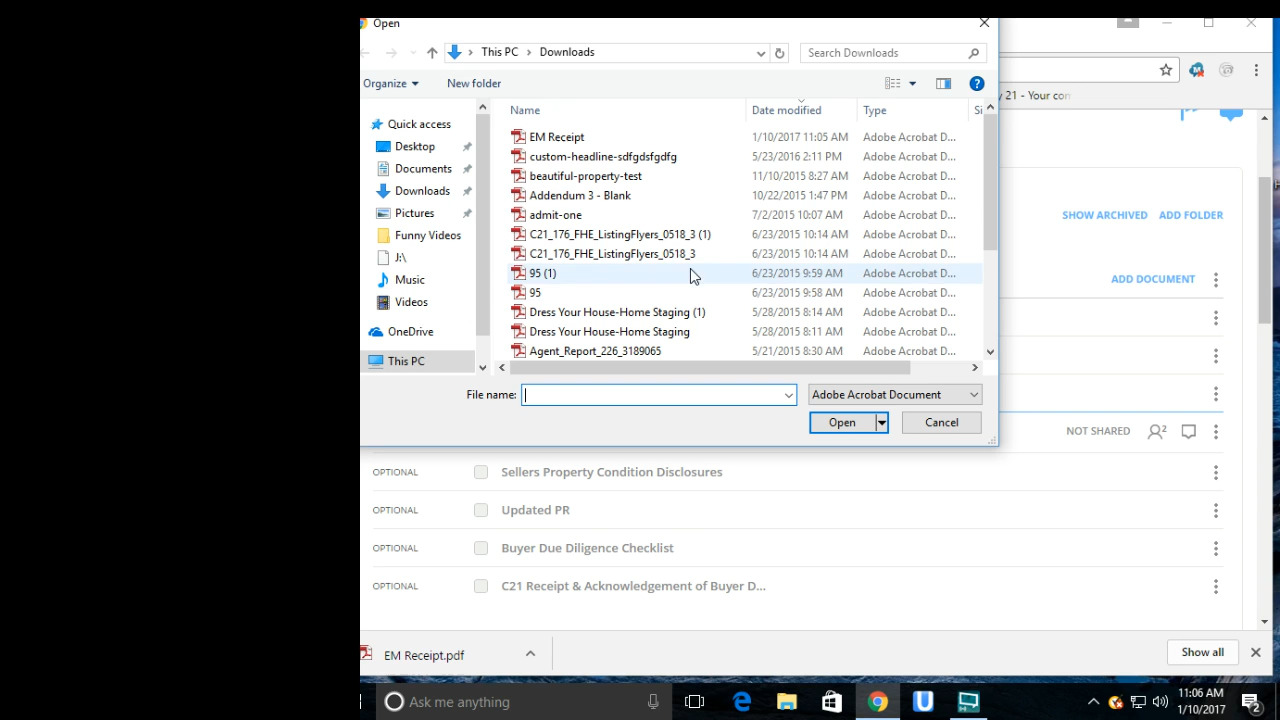 Open
This PC > Downloads
Search Downloads
Organize
New folder
y 21 - Your con
Name
Date modified
Type
Si
Quick access
Desktop
Documents
Downloads
Pictures
Funny Videos
J:\
Music
Videos
OneDrive
This PC
EM Receipt 1/10/2017 11:05 AM Adobe Acrobat D...
custom-headline-sdfgdsfgdfg 5/23/2016 2:11 PM Adobe Acrobat D...
beautiful-property-test 11/10/2015 8:27 AM Adobe Acrobat D...
Addendum 3 - Blank 10/22/2015 1:47 PM Adobe Acrobat D...
admit-one 7/2/2015 10:07 AM Adobe Acrobat D...
C21_176_FHE_ListingFlyers_0518_3 (1) 6/23/2015 10:14 AM Adobe Acrobat D...
C21_176_FHE_ListingFlyers_0518_3 6/23/2015 10:14 AM Adobe Acrobat D...
95 (1) 6/23/2015 9:59 AM Adobe Acrobat D...
95 6/23/2015 9:58 AM Adobe Acrobat D...
Dress Your House-Home Staging (1) 5/28/2015 8:14 AM Adobe Acrobat D...
Dress Your House-Home Staging 5/28/2015 8:11 AM Adobe Acrobat D...
Agent_Report_226_3189065 5/21/2015 8:30 AM Adobe Acrobat D...
SHOW ARCHIVED ADD FOLDER
ADD DOCUMENT
File name:
Adobe Acrobat Document
Open
Cancel
NOT SHARED 2
OPTIONAL Sellers Property Condition Disclosures
OPTIONAL Updated PR
OPTIONAL Buyer Due Diligence Checklist
OPTIONAL C21 Receipt & Acknowledgement of Buyer D...
EM Receipt.pdf
Show all
Ask me anything
11:06 AM
1/10/2017
2